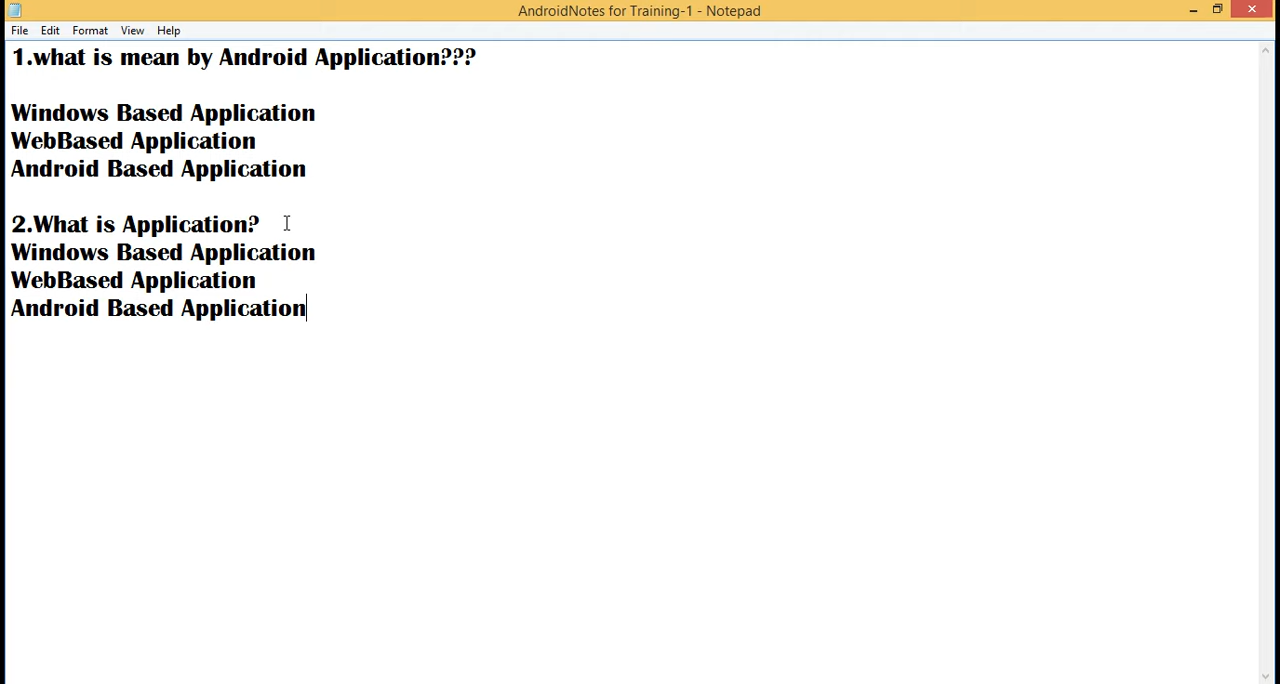 AndroidNotes for Training-1 - Notepad
File Edit Format View Help
1.what is mean by Android Application???
Windows Based Application
WebBased Application
Android Based Application
2.What is Application?
Windows Based Application
WebBased Application
Android Based Application